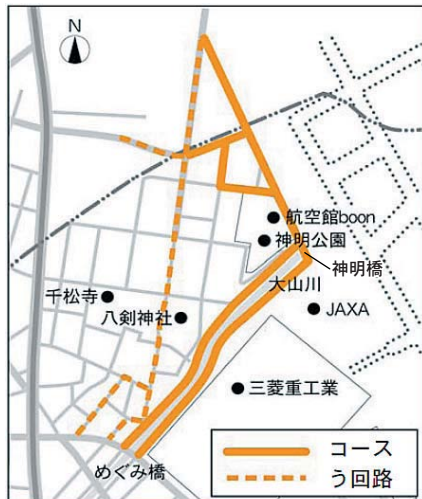 N
航空館boon
神明公園
神明橋
大山川
千松寺
JAXA
八剣神社
三菱重工業
めぐみ橋
コース
う回路